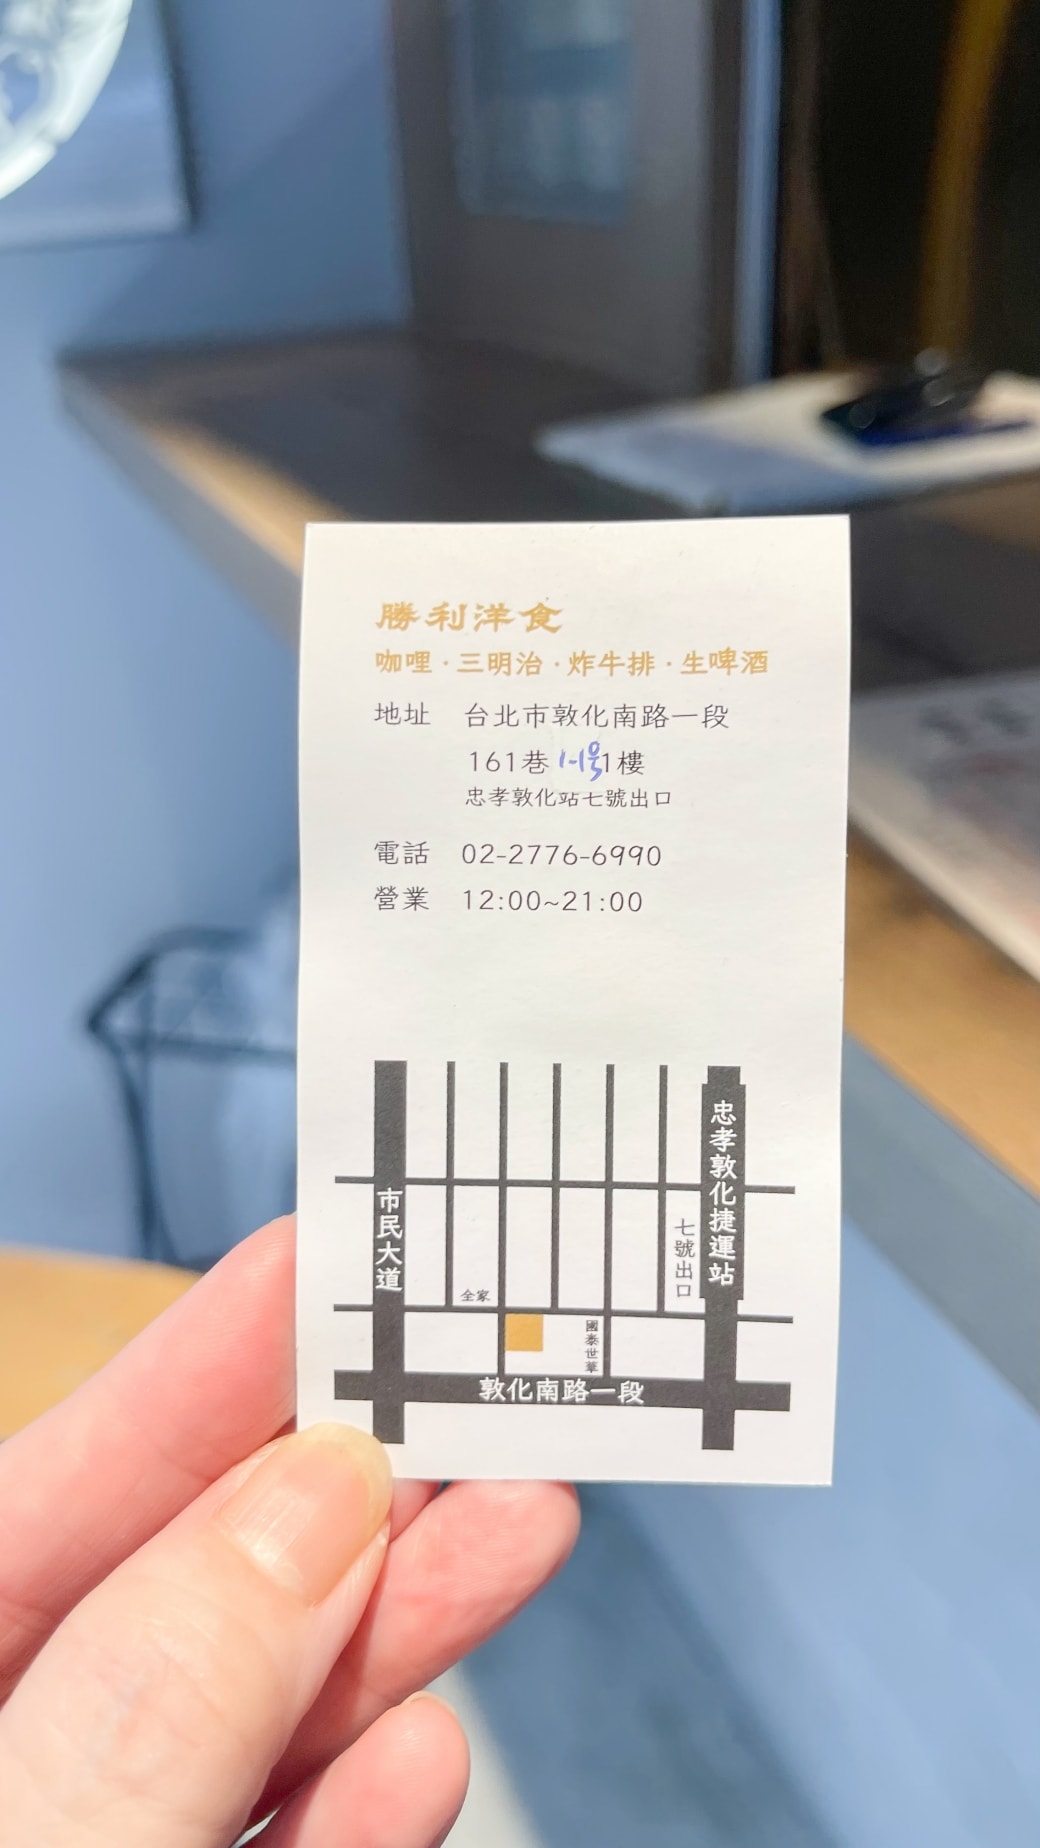 勝利洋食
咖哩·三明治·炸牛排·生啤酒
地址 台北市敦化南路一段
161巷1-1号1樓
忠孝敦化站七號出口
電話 02-2776-6990
營業 12:00~21:00
忠孝敦化捷運站
市民大道
七號出口
全家
國泰世華
敦化南路一段